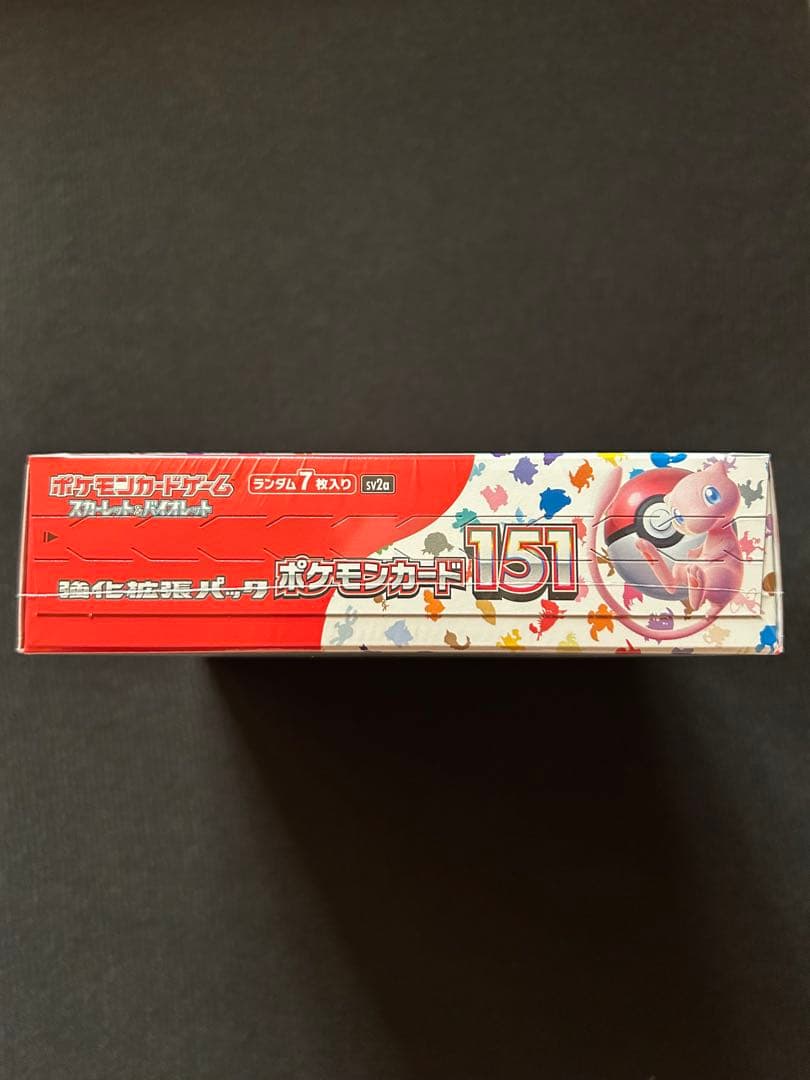 ポケモンカードゲーム
スカーレット&バイオレット
ランダム7枚入り
sv2a
強化拡張パック
ポケモンカード151